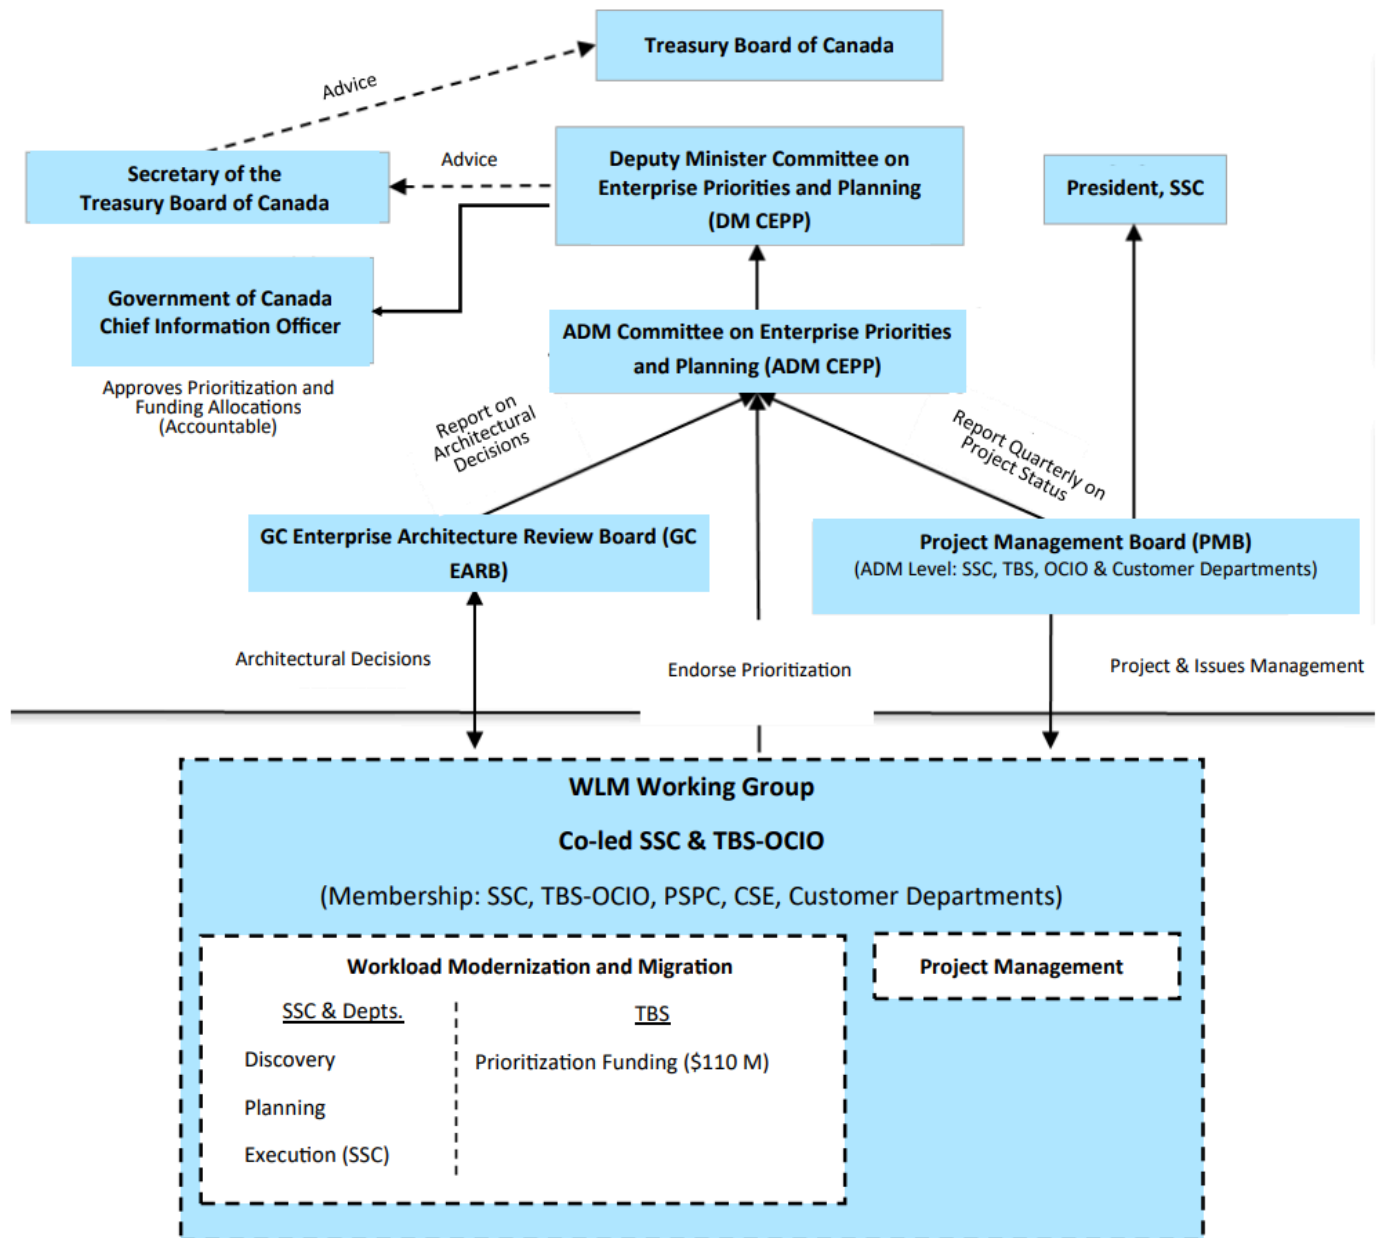 Treasury Board of Canada
Advice
Secretary of the
Treasury Board of Canada
Advice
Deputy Minister Committee on
Enterprise Priorities and Planning
(DM CEPP)
President, SSC
Government of Canada
Chief Information Officer
Approves Prioritization and
Funding Allocations
(Accountable)
ADM Committee on Enterprise Priorities
and Planning (ADM CEPP)
Report on
Architectural
Decisions
Report Quarterly on
Project Status
GC Enterprise Architecture Review Board (GC
EARB)
Project Management Board (PMB)
(ADM Level: SSC, TBS, OCIO & Customer Departments)
Architectural Decisions
Endorse Prioritization
Project & Issues Management
WLM Working Group
Co-led SSC & TBS-OCIO
(Membership: SSC, TBS-OCIO, PSPC, CSE, Customer Departments)
Workload Modernization and Migration
SSC & Depts.
Discovery
Planning
Execution (SSC)
TBS
Prioritization Funding ($110 M)
Project Management